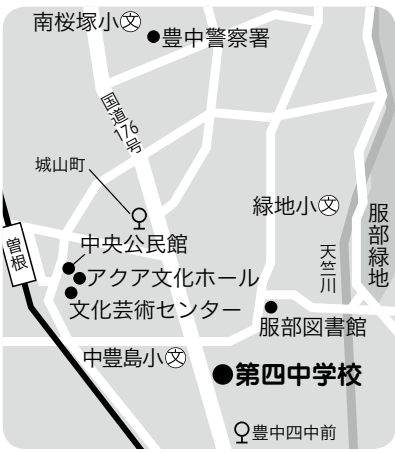 南桜塚小文
豊中警察署
国道176号
城山町
緑地小文
服部緑地
天竺川
曽根
中央公民館
アクア文化ホール
文化芸術センター
服部図書館
中豊島小文
第四中学校
豊中四中前